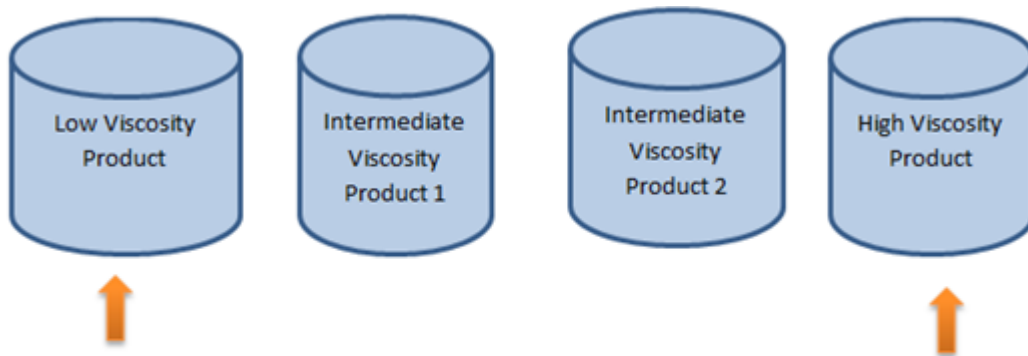 Low Viscosity
Product
Intermediate
Viscosity
Product 1
Intermediate
Viscosity
Product 2
High Viscosity
Product